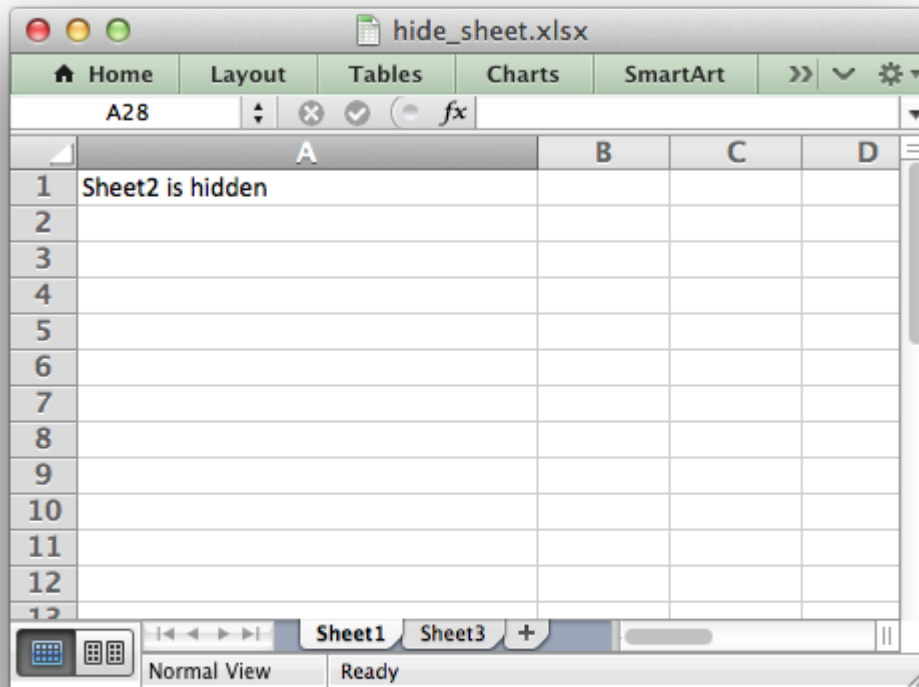 hide_sheet.xlsx
Home Layout Tables Charts SmartArt
A28 fx
A B C D
1 Sheet2 is hidden
2
3
4
5
6
7
8
9
10
11
12
13
Sheet1 Sheet3 +
Normal View Ready